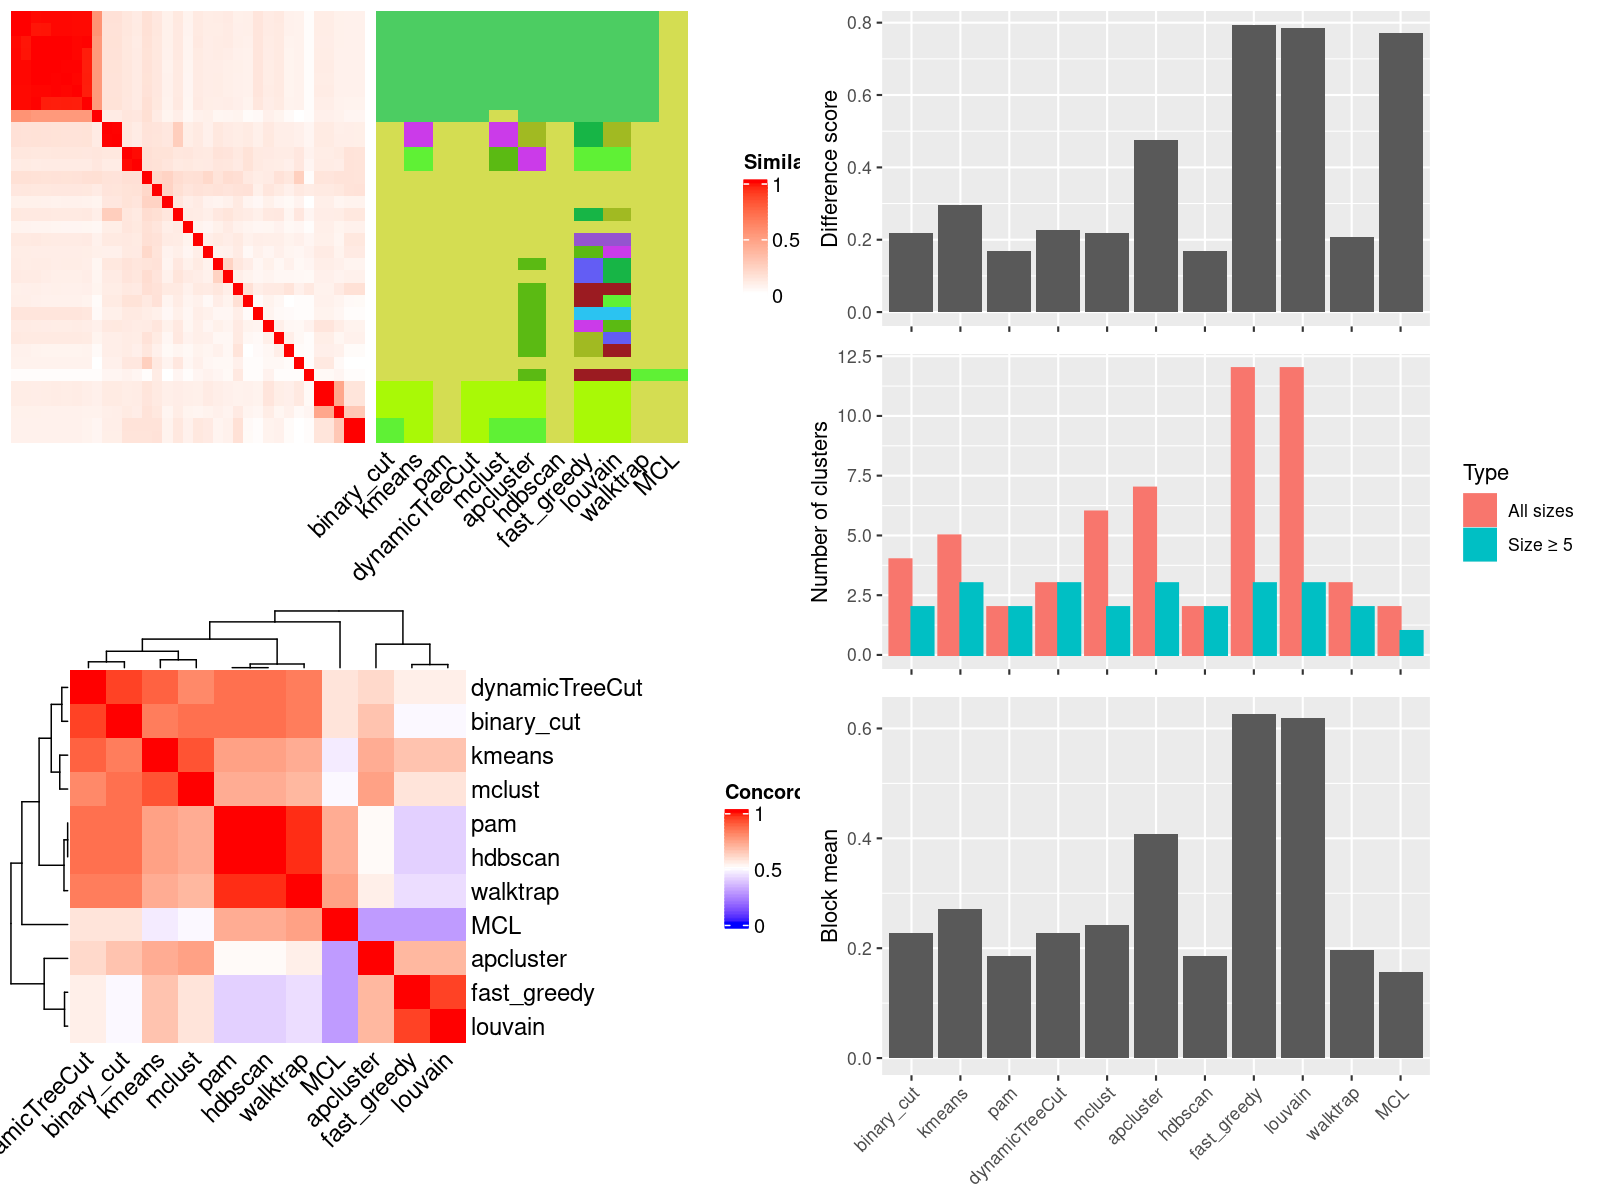 Simila
1
0.5
0
binary_cut
kmeans
pam
dynamicTreeCut
mclust
apcluster
hdbscan
fast_greedy
louvain
walktrap
MCL
dynamicTreeCut
binary_cut
kmeans
mclust
pam
hdbscan
walktrap
MCL
apcluster
fast_greedy
louvain
Concord
1
0.5
0
amicTreeCut
binary_cut
kmeans
mclust
pam
hdbscan
walktrap
MCL
apcluster
fast_greedy
louvain
Difference score
0.8
0.6
0.4
0.2
0.0
Number of clusters
12.5
10.0
7.5
5.0
2.5
0.0
Type
All sizes
Size ≥ 5
Block mean
0.6
0.4
0.2
0.0
binary_cut
kmeans
pam
dynamicTreeCut
mclust
apcluster
hdbscan
fast_greedy
louvain
walktrap
MCL